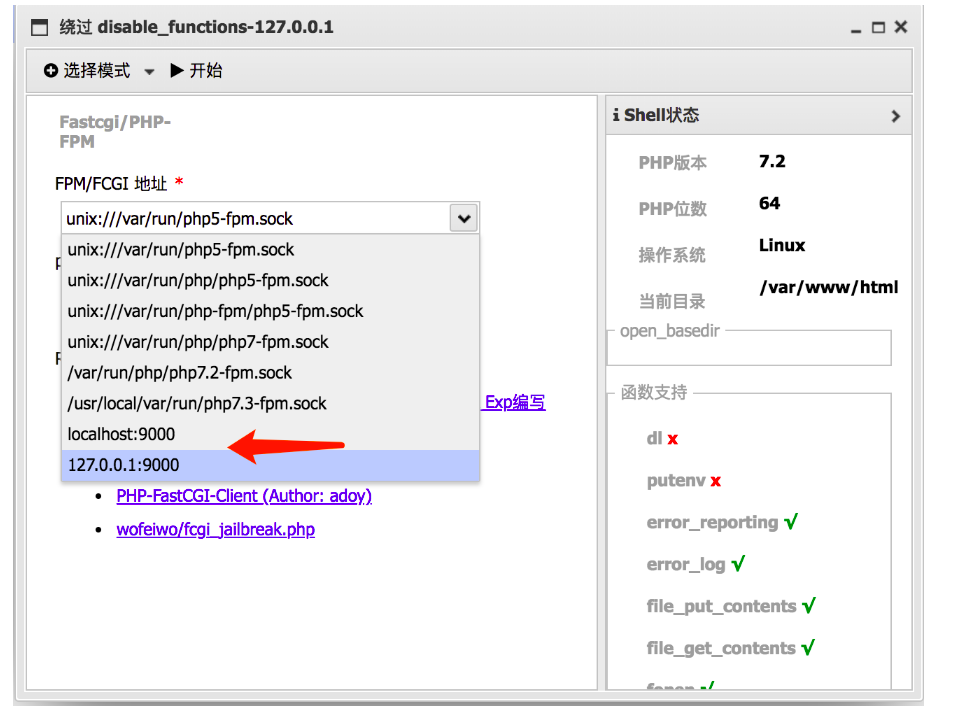 绕过 disable_functions-127.0.0.1
选择模式 开始
Fastcgi/PHP-
FPM
FPM/FCGI 地址 *
unix:///var/run/php5-fpm.sock
unix:///var/run/php5-fpm.sock
unix:///var/run/php/php5-fpm.sock
unix:///var/run/php-fpm/php5-fpm.sock
unix:///var/run/php/php7-fpm.sock
/var/run/php/php7.2-fpm.sock
/usr/local/var/run/php7.3-fpm.sock
localhost:9000
127.0.0.1:9000
Exp编写
PHP-FastCGI-Client (Author: adoy)
wofeiwo/fcgi_jailbreak.php
Shell状态
PHP版本 7.2
PHP位数 64
操作系统 Linux
当前目录 /var/www/html
open_basedir
函数支持
dl x
putenv x
error_reporting √
error_log √
file_put_contents √
file_get_contents √